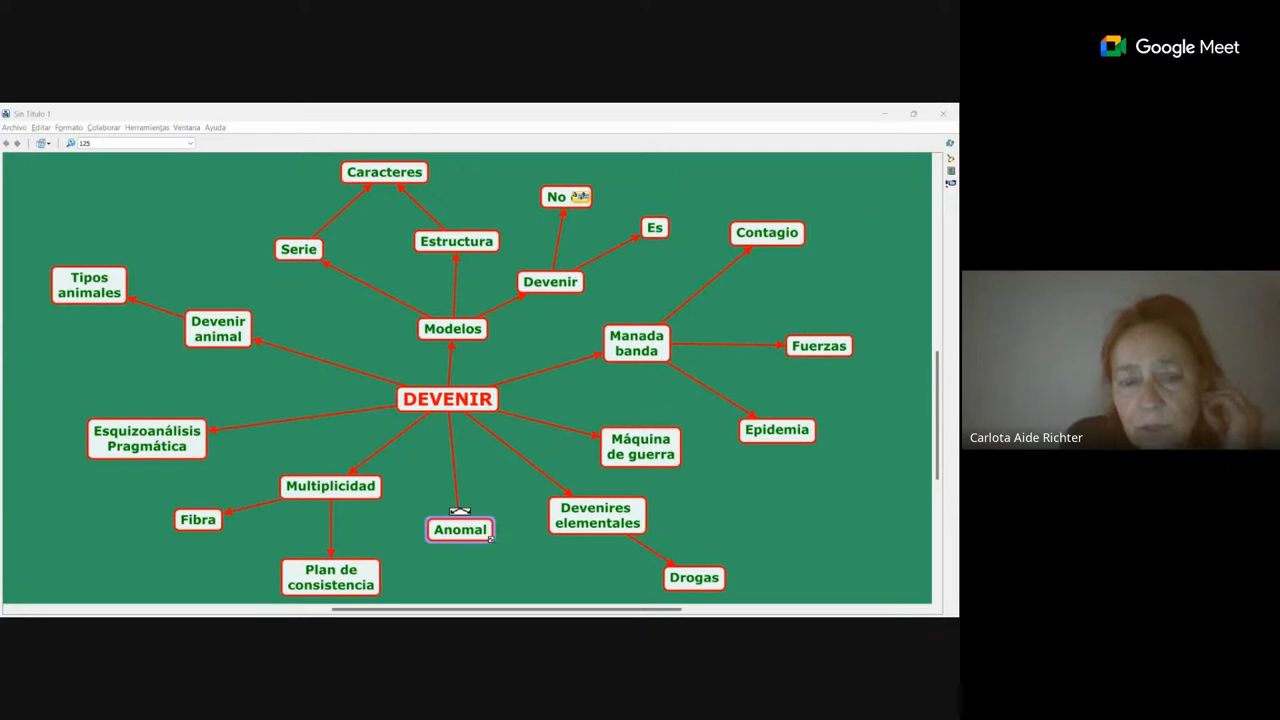 Google Meet
Sin Título 1
Archivo Editar Formato Colaborar Herramientas Ventana Ayuda
125
Caracteres
No
Es
Contagio
Serie
Estructura
Devenir
Tipos
animales
Devenir
animal
Modelos
Manada
banda
Fuerzas
DEVENIR
Esquizoanálisis
Pragmática
Máquina
de guerra
Epidemia
Carlota Aide Richter
Multiplicidad
Fibra
Anomal
Devenires
elementales
Plan de
consistencia
Drogas